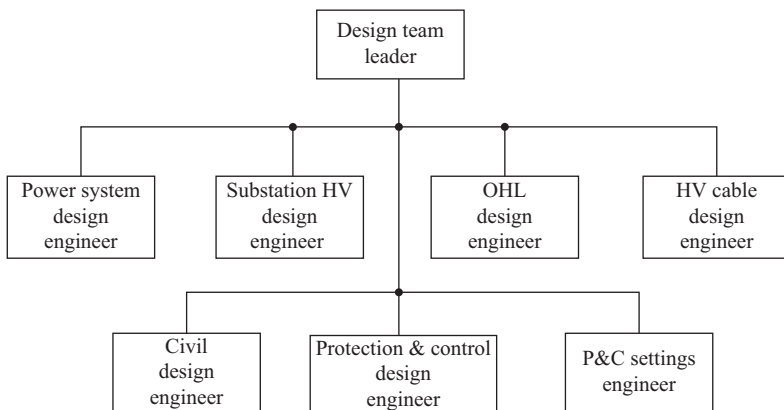 Design team
leader
Power system
design
engineer
Substation HV
design
engineer
OHL
design
engineer
HV cable
design
engineer
Civil
design
engineer
Protection & control
design
engineer
P&C settings
engineer